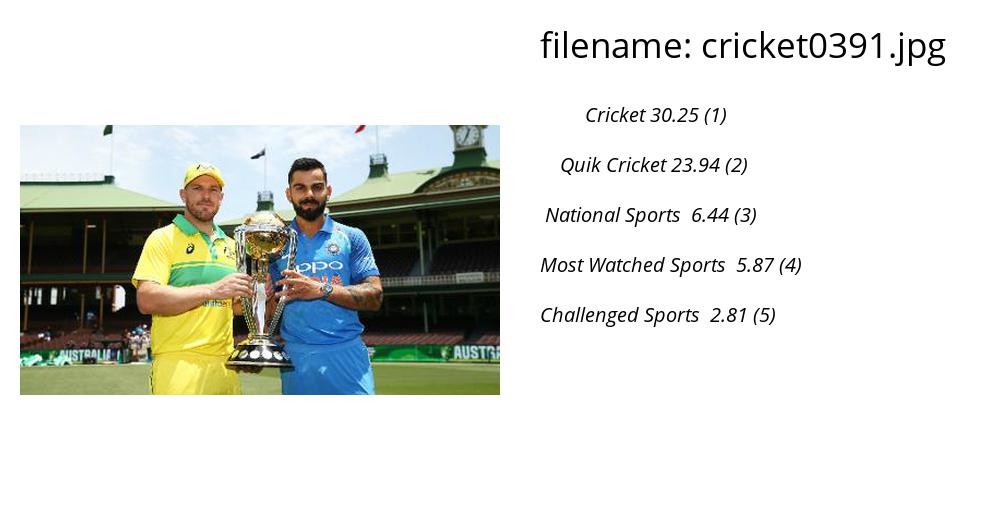 filename: cricket0391.jpg
Cricket 30.25 (1)
Quik Cricket 23.94 (2)
National Sports 6.44 (3)
Most Watched Sports 5.87 (4)
Challenged Sports 2.81 (5)
oppo
AUSTRALIA
AUST